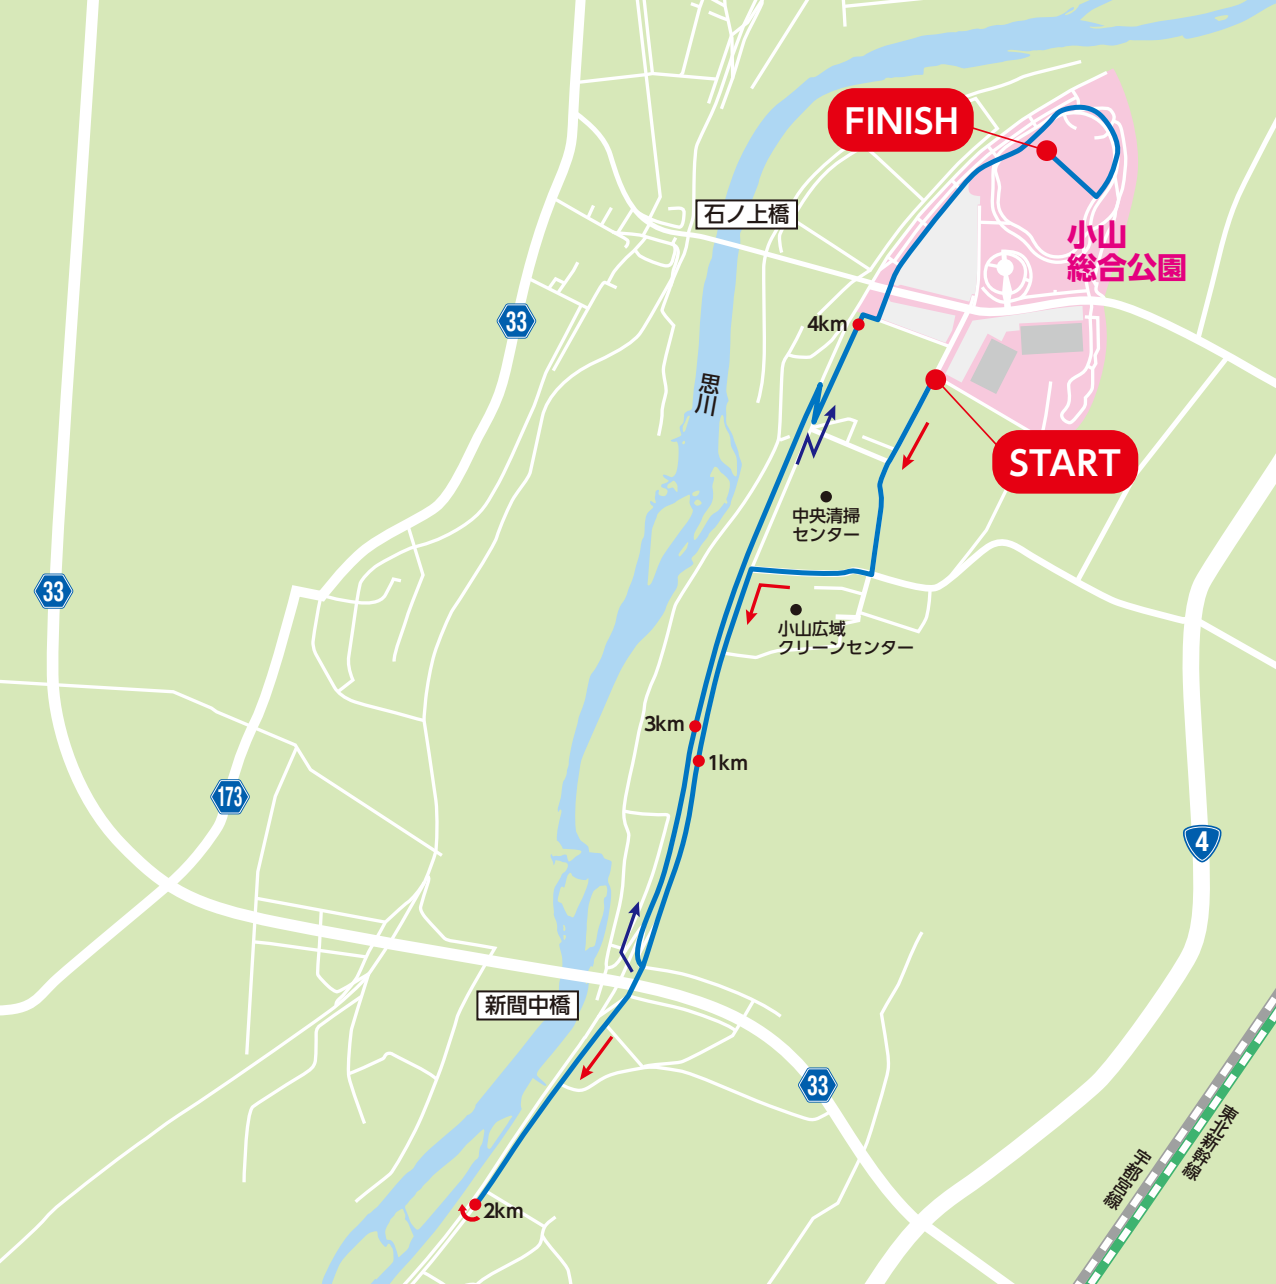 FINISH
石ノ上橋
小山
総合公園
33
4km
思川
START
中央清掃
センター
33
小山広域
クリーンセンター
3km
1km
173
4
新間中橋
33
東北新幹線
宇都宮線
2km